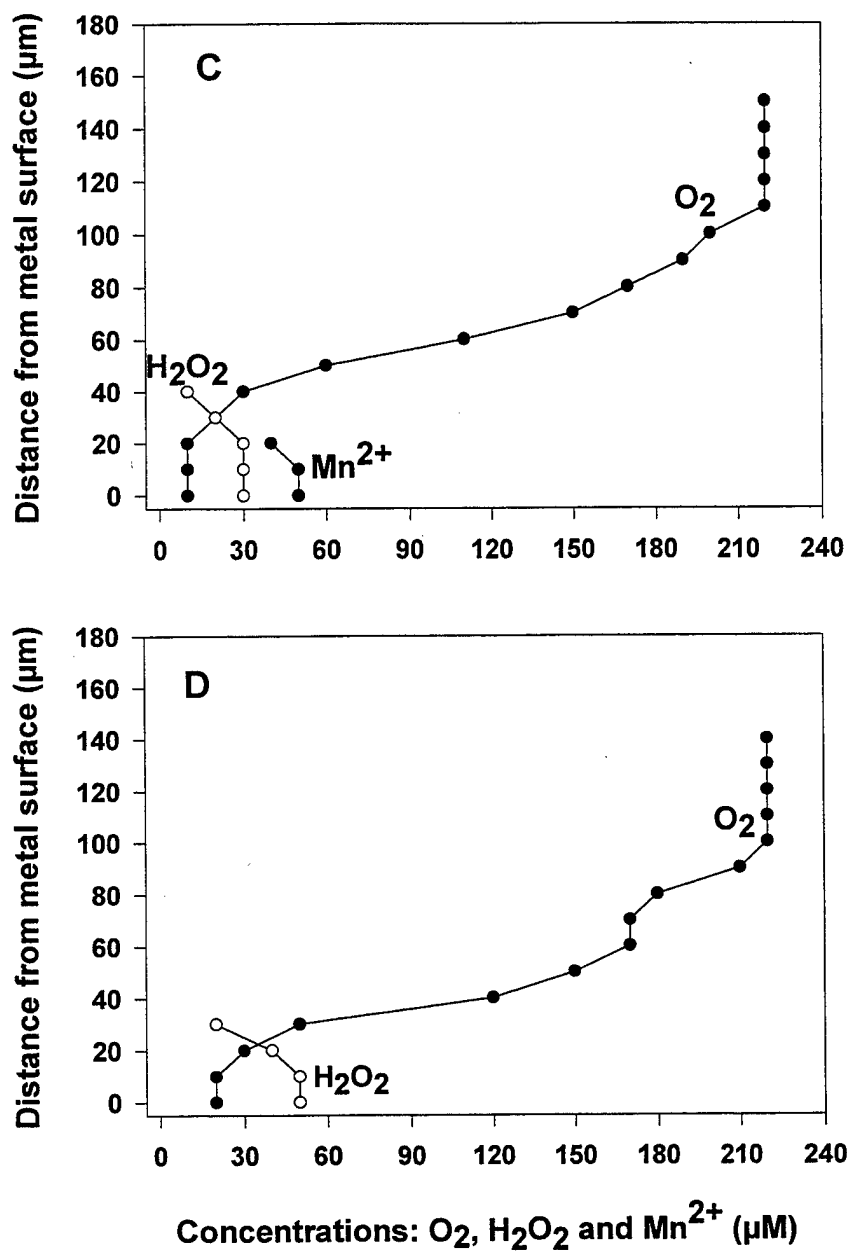 180
160
140
120
100
80
60
40
20
0
Distance from metal surface (µm)
C
O2
H2O2
Mn2+
0 30 60 90 120 150 180 210 240
180
160
140
120
100
80
60
40
20
0
Distance from metal surface (µm)
D
O2
H2O2
0 30 60 90 120 150 180 210 240
Concentrations: O2, H2O2 and Mn2+ (µM)